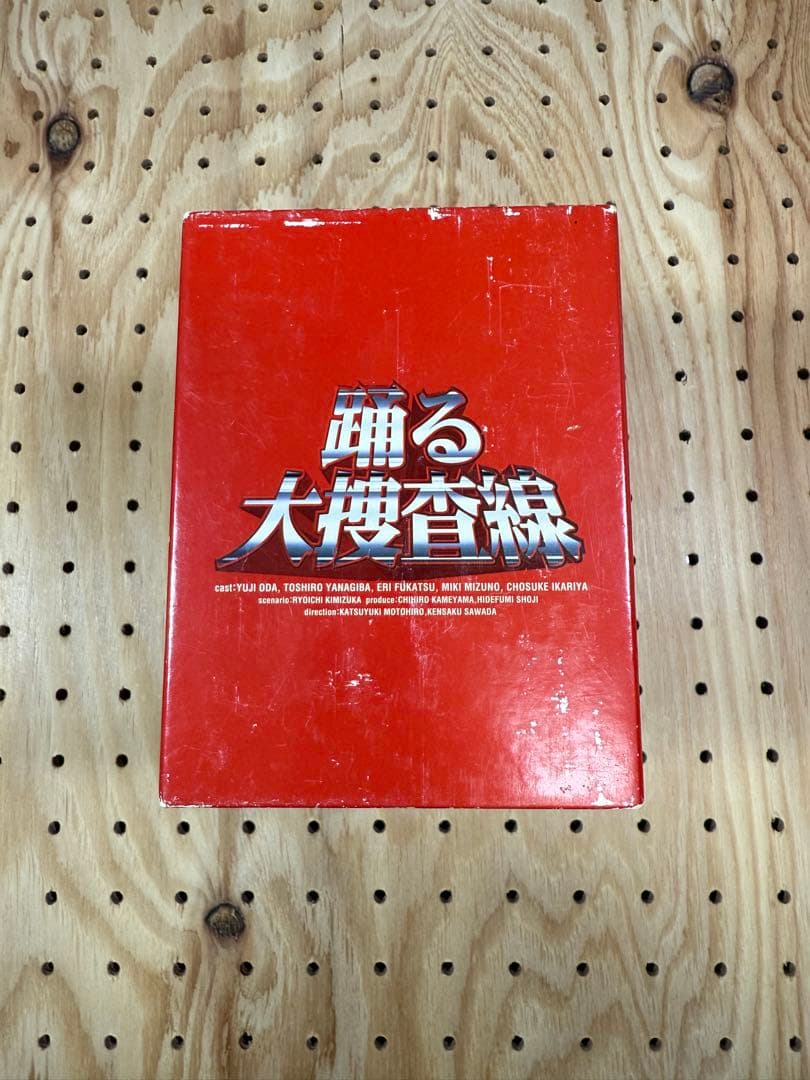 踊る
大捜査線
cast:YUJI ODA, TOSHIRO YANAGIBA, ERI FUKATSU, MIKI MIZUNO, CHOSUKE IKARIYA
scenario:RYOICHI KIMIZUKA produce:CHIHIRO KAMEYAMA,HIDEFUMI SHOJI
direction:KATSUYUKI MOTOHIRO,KENSAKU SAWADA